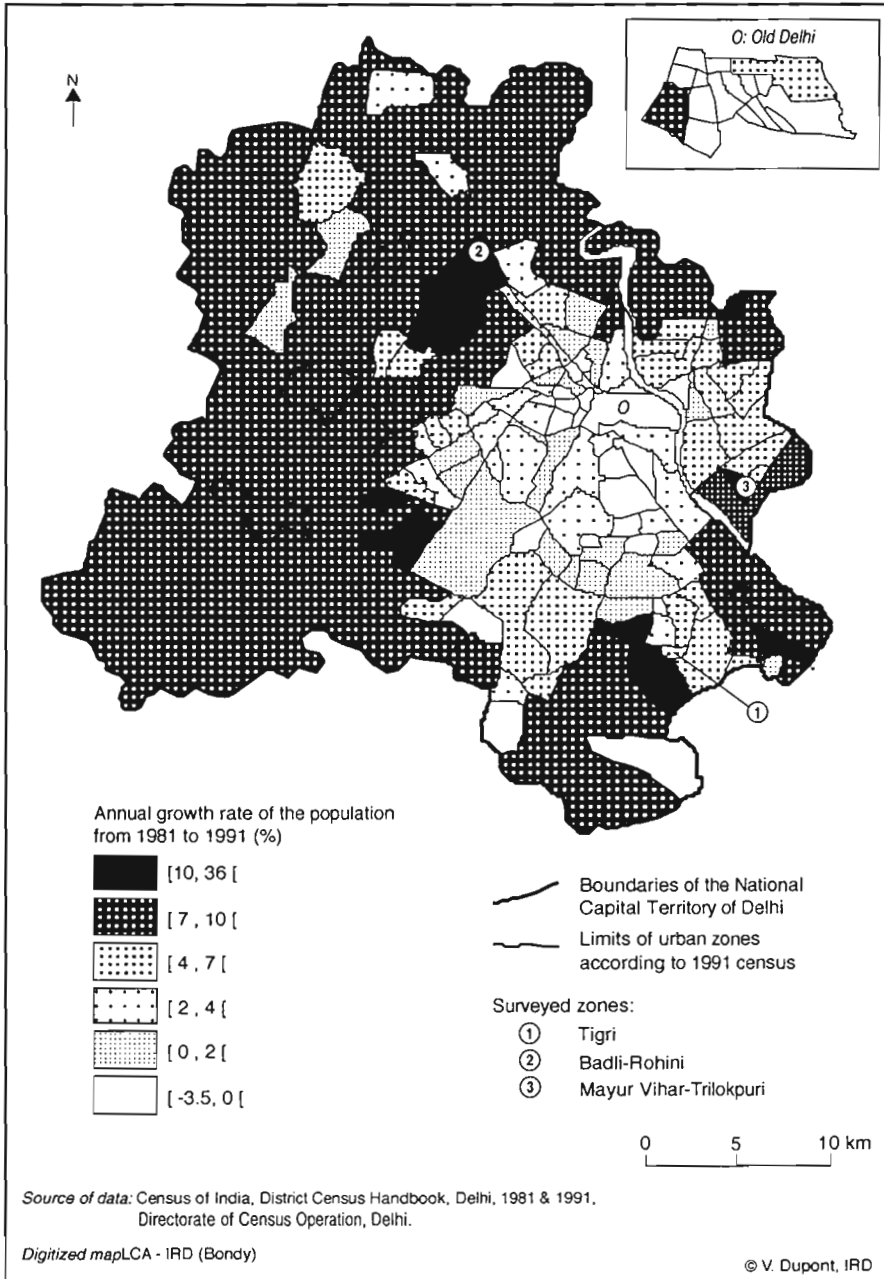 N
O: Old Delhi
2
O
3
1
Annual growth rate of the population
from 1981 to 1991 (%)
[10, 36 [
[ 7, 10 [
[ 4, 7 [
[ 2 , 4 [
[ 0 , 2 [
[ -3.5, 0 [
Boundaries of the National
Capital Territory of Delhi
Limits of urban zones
according to 1991 census
Surveyed zones:
1 Tigri
2 Badli-Rohini
3 Mayur Vihar-Trilokpuri
0 5 10 km
Source of data: Census of India, District Census Handbook, Delhi, 1981 & 1991,
Directorate of Census Operation, Delhi.
Digitized mapLCA - IRD (Bondy)
© V. Dupont, IRD